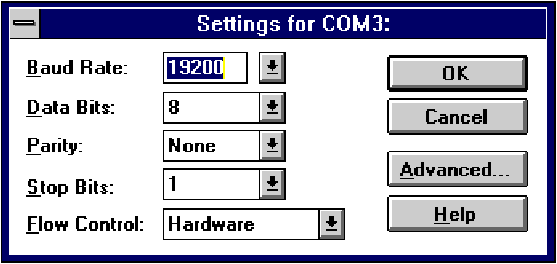 Settings for COM3:
Baud Rate: 19200
OK
Data Bits: 8
Cancel
Parity: None
Advanced...
Stop Bits: 1
Help
Flow Control: Hardware